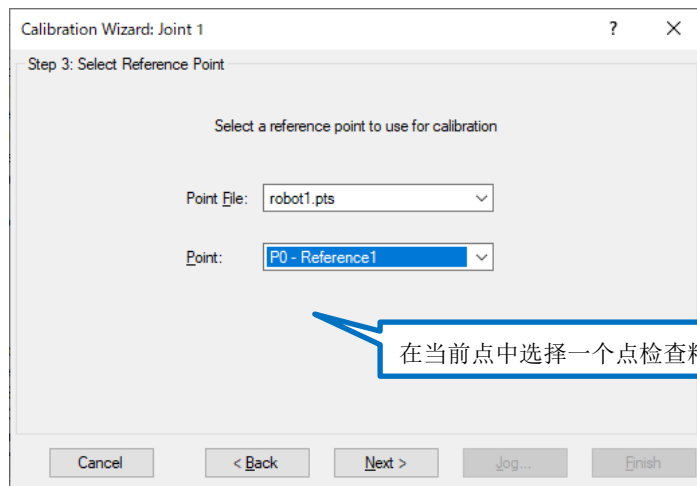 Calibration Wizard: Joint 1 ?
Step 3: Select Reference Point
Select a reference point to use for calibration
Point File: robot1.pts
Point: P0 - Reference1
在当前点中选择一个点检查
Cancel < Back Next > Jog... Finish